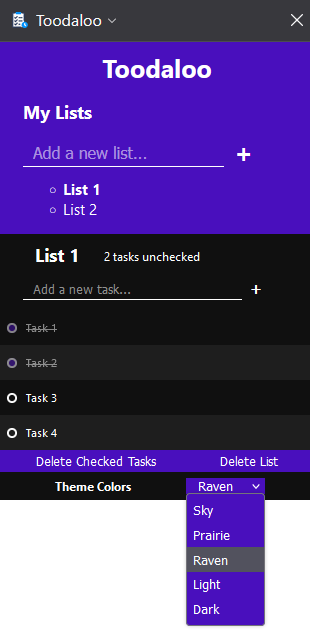 Toodaloo
Toodaloo
My Lists
Add a new list...
List 1
List 2
List 1 2 tasks unchecked
Add a new task...
Task 1
Task 2
Task 3
Task 4
Delete Checked Tasks Delete List
Theme Colors Raven
Sky
Prairie
Raven
Light
Dark